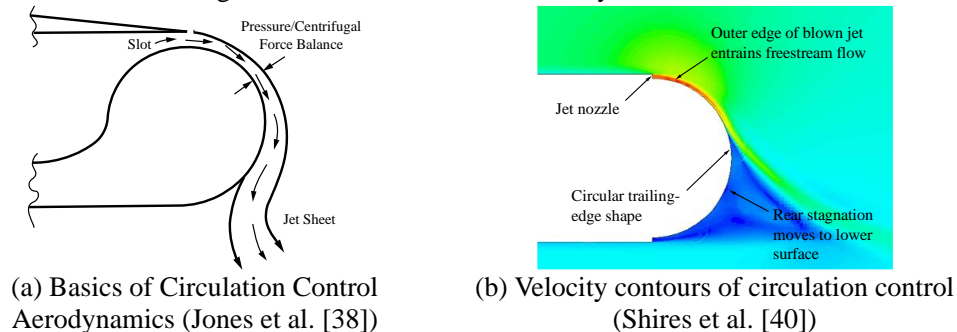 Slot
Pressure/Centrifugal
Force Balance
Jet Sheet
(a) Basics of Circulation Control
Aerodynamics (Jones et al. [38])
Outer edge of blown jet
entrains freestream flow
Jet nozzle
Circular trailing-
edge shape
Rear stagnation
moves to lower
surface
(b) Velocity contours of circulation control
(Shires et al. [40])